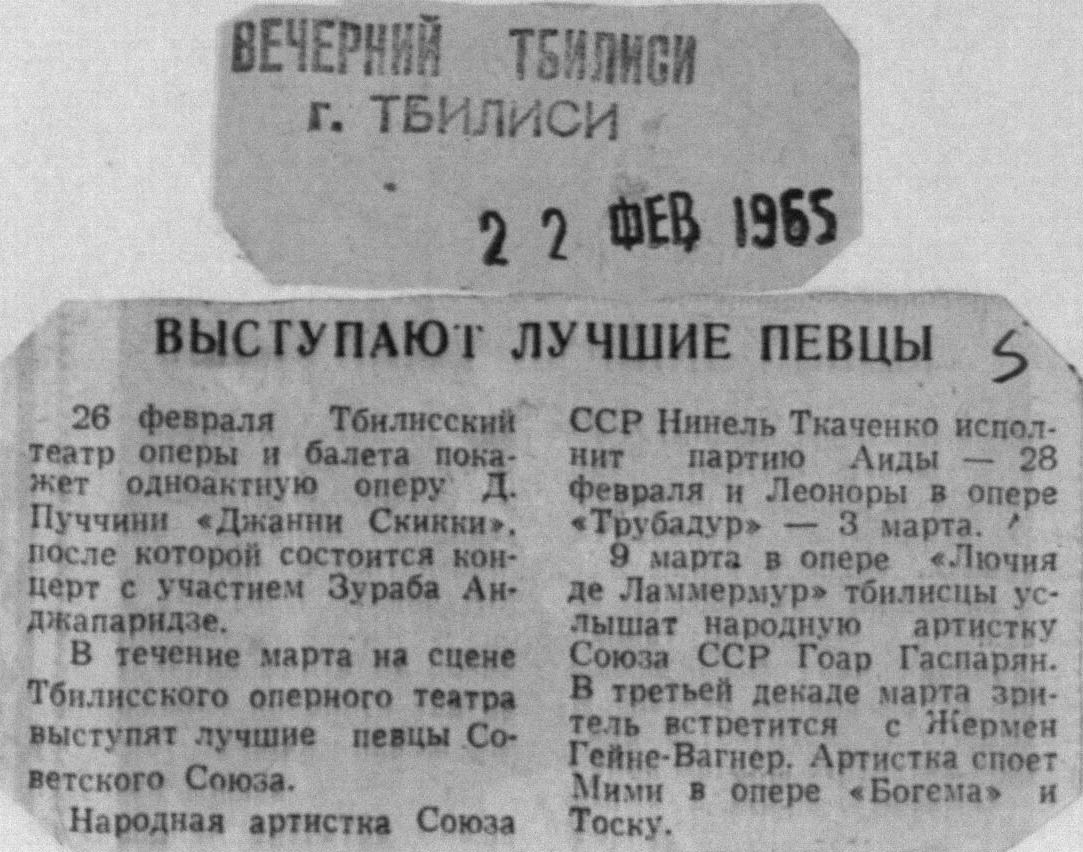 ВЕЧЕРНИЙ ТБИЛИСИ
г. ТБИЛИСИ
22 ФЕВ 1965
ВЫСТУПАЮТ ЛУЧШИЕ ПЕВЦЫ
5
26 февраля Тбилисский
театр оперы и балета пока-
жет одноактную оперу Д.
Пуччини «Джанни Скикки»,
после которой состоится кон-
церт с участием Зураба Ан-
джапаридзе.
В течение марта на сцене
Тбилисского оперного театра
выступят лучшие певцы Со-
ветского Союза.
Народная артистка Союза
ССР Нинель Ткаченко испол-
нит партию Аиды — 28
февраля и Леоноры в опере
«Трубадур» — 3 марта.
9 марта в опере «Лючия
де Ламмермур» тбилисцы ус-
лышат народную артистку
Союза ССР Гоар Гаспарян.
В третьей декаде марта зри-
тель встретится с Жермен
Гейне-Вагнер. Артистка споет
Мими в опере «Богема» и
Тоску.